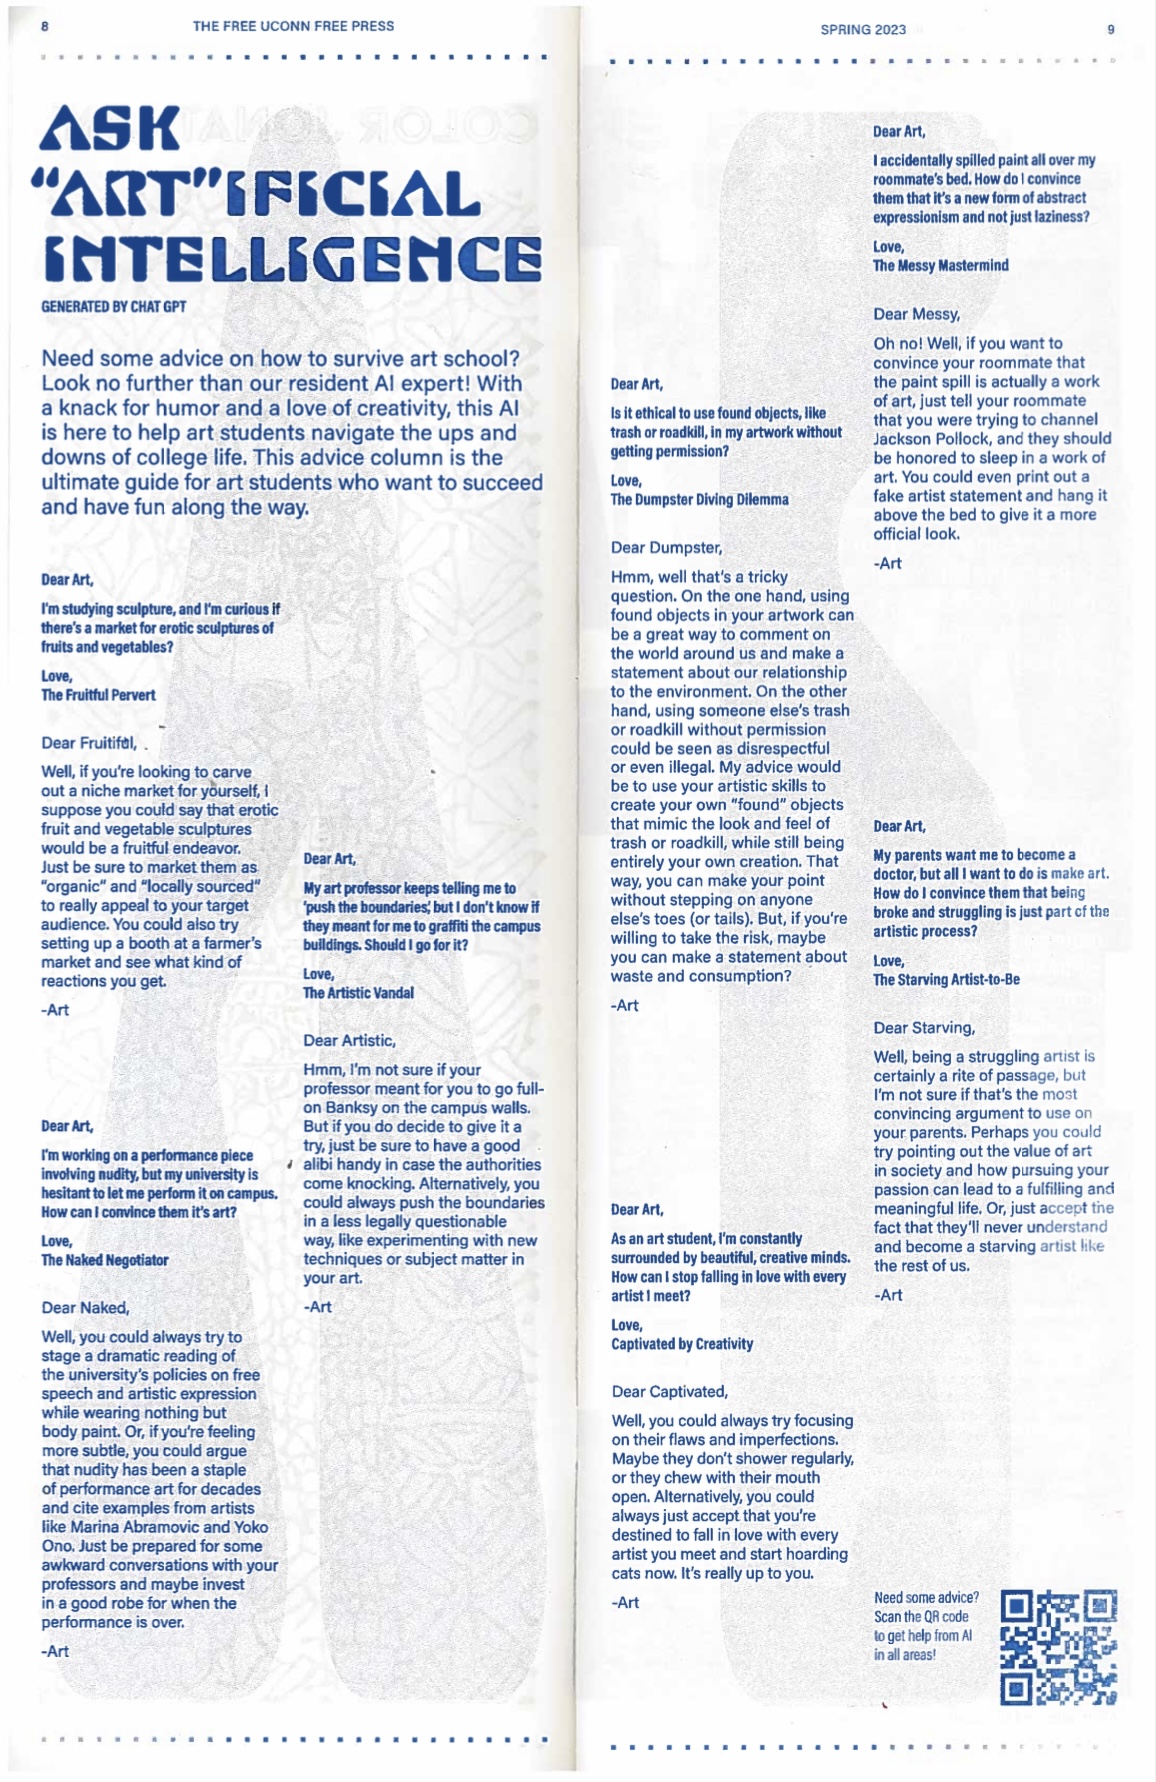 8
THE FREE UCONN FREE PRESS
ASK
“ART”IFICIAL
INTELLIGENCE
GENERATED BY CHAT GPT
Need some advice on how to survive art school?
Look no further than our resident AI expert! With
a knack for humor and a love of creativity, this AI
is here to help art students navigate the ups and
downs of college life. This advice column is the
ultimate guide for art students who want to succeed
and have fun along the way.
Dear Art,
I'm studying sculpture, and I'm curious if
there's a market for erotic sculptures of
fruits and vegetables?
Love,
The Fruitful Pervert
Dear Fruitiful,
Well, if you're looking to carve
out a niche market for yourself, I
suppose you could say that erotic
fruit and vegetable sculptures
would be a fruitful endeavor.
Just be sure to market them as
“organic” and “locally sourced”
to really appeal to your target
audience. You could also try
setting up a booth at a farmer's
market and see what kind of
reactions you get.
-Art
Dear Art,
I'm working on a performance piece
involving nudity, but my university is
hesitant to let me perform it on campus.
How can I convince them it's art?
Love,
The Naked Negotiator
Dear Naked,
Well, you could always try to
stage a dramatic reading of
the university's policies on free
speech and artistic expression
while wearing nothing but
body paint. Or, if you're feeling
more subtle, you could argue
that nudity has been a staple
of performance art for decades
and cite examples from artists
like Marina Abramovic and Yoko
Ono. Just be prepared for some
awkward conversations with your
professors and maybe invest
in a good robe for when the
performance is over.
-Art
Dear Art,
My art professor keeps telling me to
'push the boundaries,' but I don't know if
they meant for me to graffiti the campus
buildings. Should I go for it?
Love,
The Artistic Vandal
Dear Artistic,
Hmm, I'm not sure if your
professor meant for you to go full-
on Banksy on the campus walls.
But if you do decide to give it a
try, just be sure to have a good
alibi handy in case the authorities
come knocking. Alternatively, you
could always push the boundaries
in a less legally questionable
way, like experimenting with new
techniques or subject matter in
your art.
-Art
SPRING 2023
9
Dear Art,
Is it ethical to use found objects, like
trash or roadkill, in my artwork without
getting permission?
Love,
The Dumpster Diving Dilemma
Dear Dumpster,
Hmm, well that's a tricky
question. On the one hand, using
found objects in your artwork can
be a great way to comment on
the world around us and make a
statement about our relationship
to the environment. On the other
hand, using someone else's trash
or roadkill without permission
could be seen as disrespectful
or even illegal. My advice would
be to use your artistic skills to
create your own “found” objects
that mimic the look and feel of
trash or roadkill, while still being
entirely your own creation. That
way, you can make your point
without stepping on anyone
else's toes (or tails). But, if you're
willing to take the risk, maybe
you can make a statement about
waste and consumption?
-Art
Dear Art,
As an art student, I'm constantly
surrounded by beautiful, creative minds.
How can I stop falling in love with every
artist I meet?
Love,
Captivated by Creativity
Dear Captivated,
Well, you could always try focusing
on their flaws and imperfections.
Maybe they don't shower regularly,
or they chew with their mouth
open. Alternatively, you could
always just accept that you're
destined to fall in love with every
artist you meet and start hoarding
cats now. It's really up to you.
-Art
Dear Art,
I accidentally spilled paint all over my
roommate's bed. How do I convince
them that it's a new form of abstract
expressionism and not just laziness?
Love,
The Messy Mastermind
Dear Messy,
Oh no! Well, if you want to
convince your roommate that
the paint spill is actually a work
of art, just tell your roommate
that you were trying to channel
Jackson Pollock, and they should
be honored to sleep in a work of
art. You could even print out a
fake artist statement and hang it
above the bed to give it a more
official look.
-Art
Dear Art,
My parents want me to become a
doctor, but all I want to do is make art.
How do I convince them that being
broke and struggling is just part of the
artistic process?
Love,
The Starving Artist-to-Be
Dear Starving,
Well, being a struggling artist is
certainly a rite of passage, but
I'm not sure if that's the most
convincing argument to use on
your parents. Perhaps you could
try pointing out the value of art
in society and how pursuing your
passion can lead to a fulfilling and
meaningful life. Or, just accept the
fact that they'll never understand
and become a starving artist like
the rest of us.
-Art
Need some advice?
Scan the QR code
to get help from AI
in all areas!